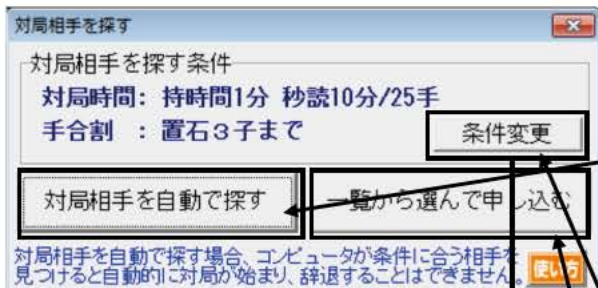 対局相手を探す
対局相手を探す条件
対局時間： 持時間1分 秒読10分/25手
手合割 ： 置石３子まで
条件変更
対局相手を自動で探す
一覧から選んで申し込む
対局相手を自動で探す場合、コンピュータが条件に合う相手を
見つけると自動的に対局が始まり、辞退することはできません。
使い方